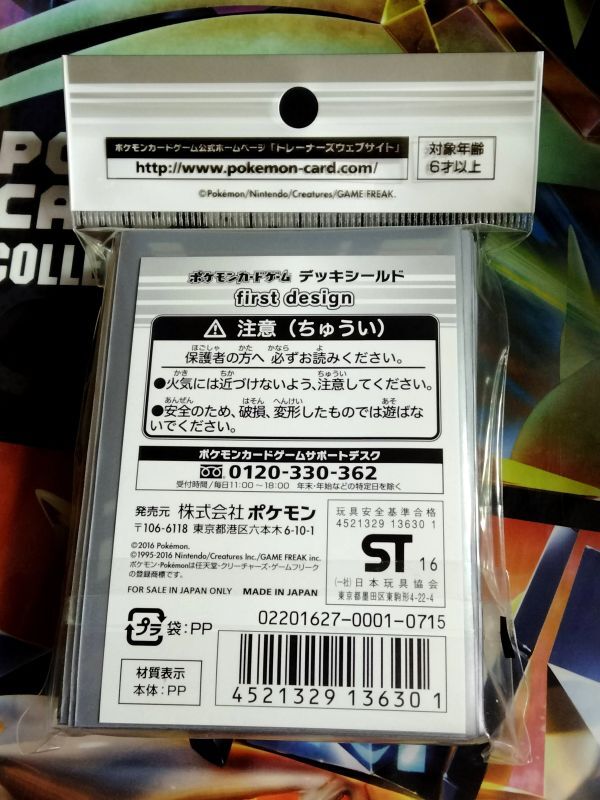 ポケモンカードゲーム公式ホームページ「トレーナーズウェブサイト」
http://www.pokemon-card.com/
対象年齢
6才以上
©Pokémon/Nintendo/Creatures/GAME FREAK.
COLLE
ポケモンカードゲーム デッキシールド
first design
注意（ちゅうい）
保護者の方へ 必ずお読みください。
●火気には近づけないよう、注意してください。
●安全のため、破損、変形したものでは遊ばな
いでください。
ポケモンカードゲームサポートデスク
0120-330-362
受付時間/毎日11:00〜18:00 年末・年始などの特定日を除く
発売元 株式会社 ポケモン
〒106-6118 東京都港区六本木 6-10-1
©2016 Pokémon.
©1995-2016 Nintendo/Creatures Inc./GAME FREAK inc.
ポケモン・Pokémonは任天堂・クリーチャーズ・ゲームフリーク
の登録商標です。
FOR SALE IN JAPAN ONLY MADE IN JAPAN
玩具安全基準合格
4521329 13630 1
ST 16
(一社)日本玩具協会
東京都墨田区東駒形4-22-4
プラ 袋:PP
02201627-0001-0715
材質表示
本体:PP
4 521329 136301